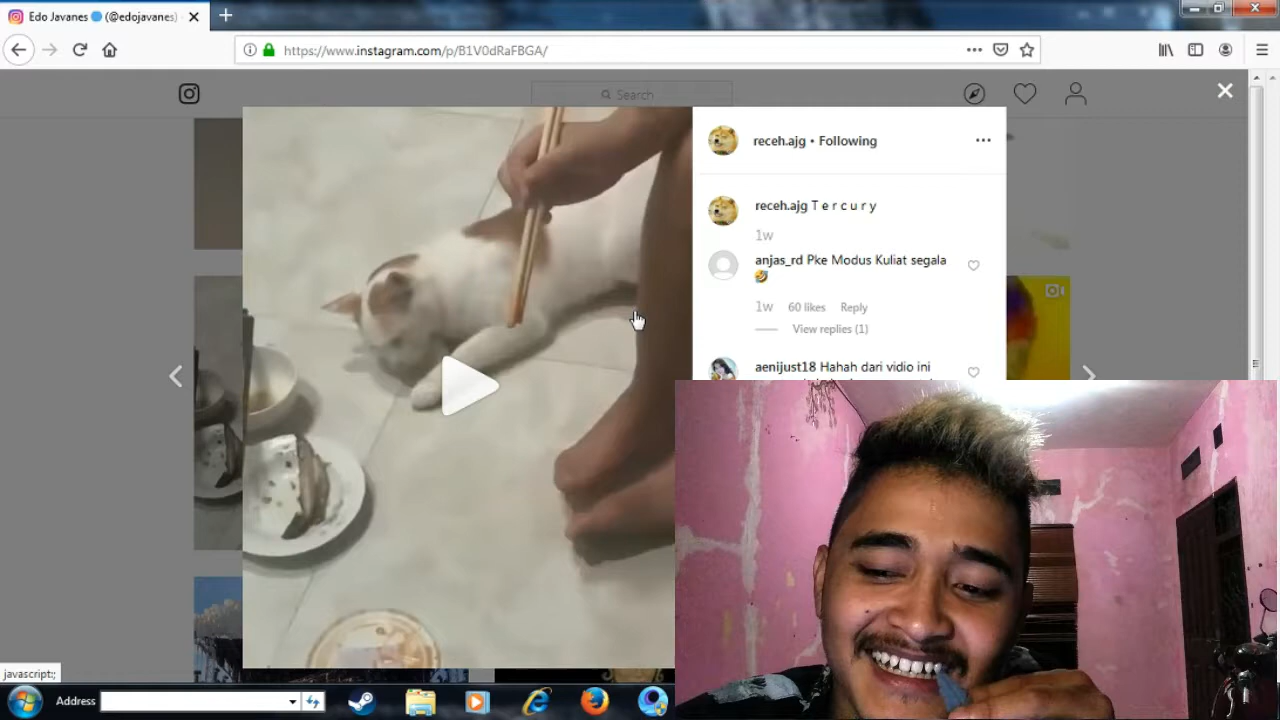 Edo Javanes (@edojavanes)
https://www.instagram.com/p/B1V0dRaFBGA/
Search
receh.ajg • Following
receh.ajg T e r c u r y
1w
anjas_rd Pke Modus Kuliat segala
🤣
1w 60 likes Reply
View replies (1)
aenijust18 Hahah dari vidio ini
javascript:;
Address